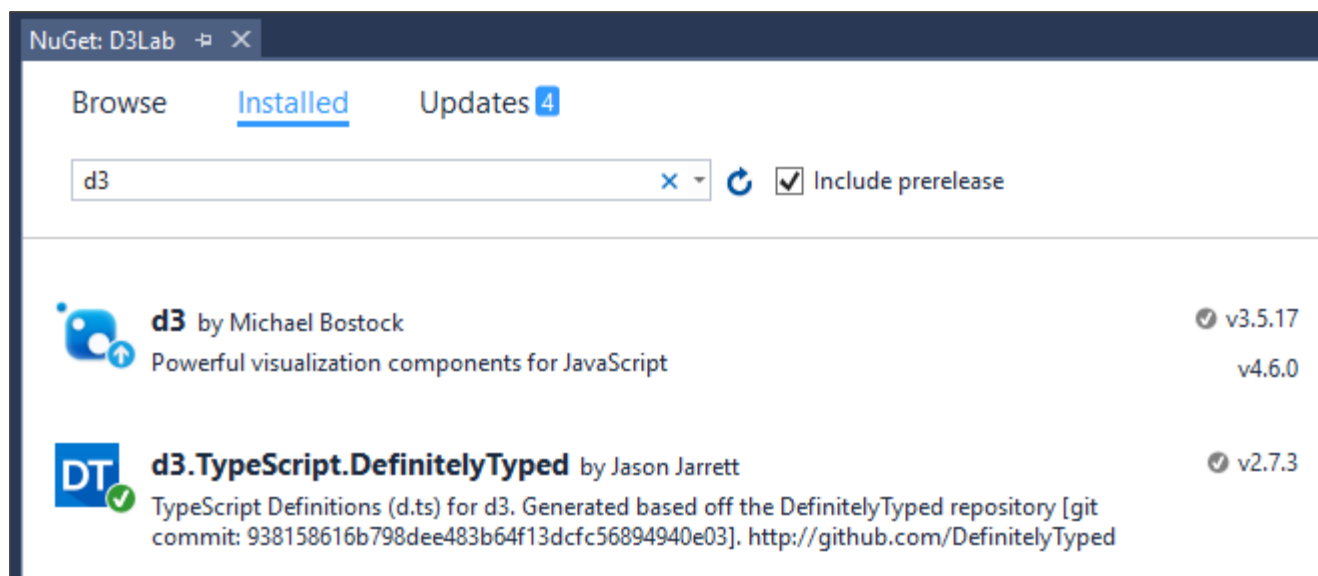 NuGet: D3Lab
Browse Installed Updates 4
d3 Include prerelease
d3 by Michael Bostock v3.5.17
Powerful visualization components for JavaScript v4.6.0
DT d3.TypeScript.DefinitelyTyped by Jason Jarrett v2.7.3
TypeScript Definitions (d.ts) for d3. Generated based off the DefinitelyTyped repository [git
commit: 938158616b798dee483b64f13dcfc56894940e03]. http://github.com/DefinitelyTyped